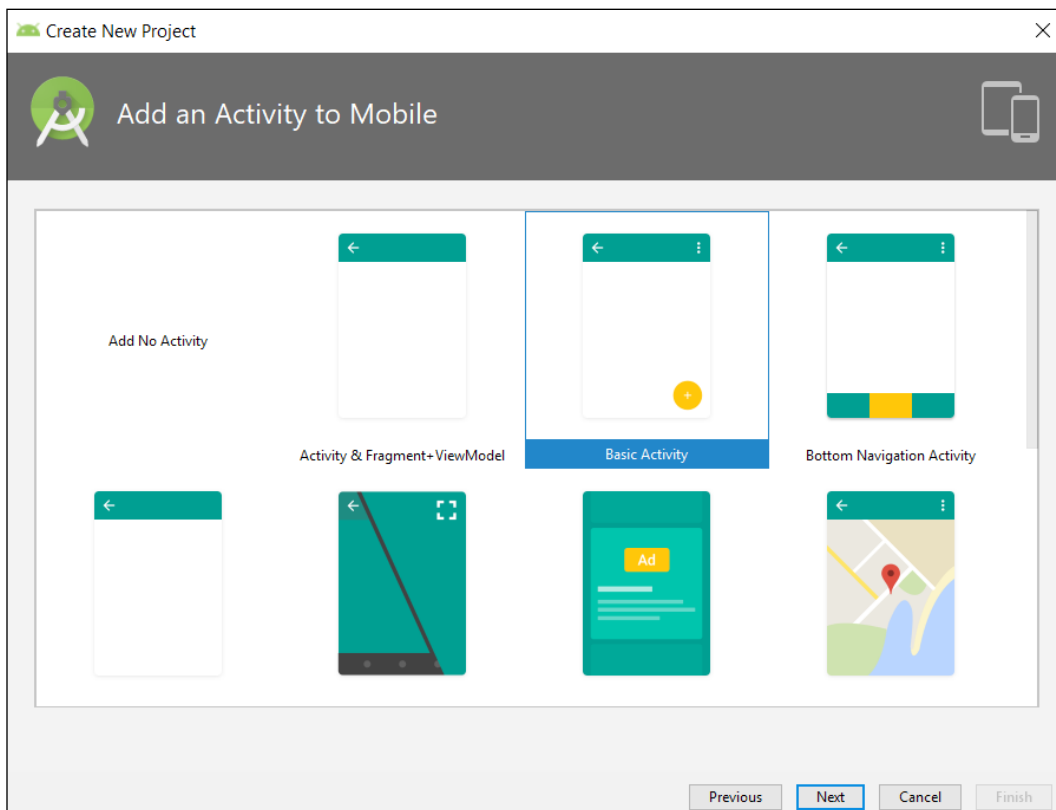 Create New Project
Add an Activity to Mobile
Add No Activity
Activity & Fragment+ViewModel
Basic Activity
Bottom Navigation Activity
Ad
Previous
Next
Cancel
Finish